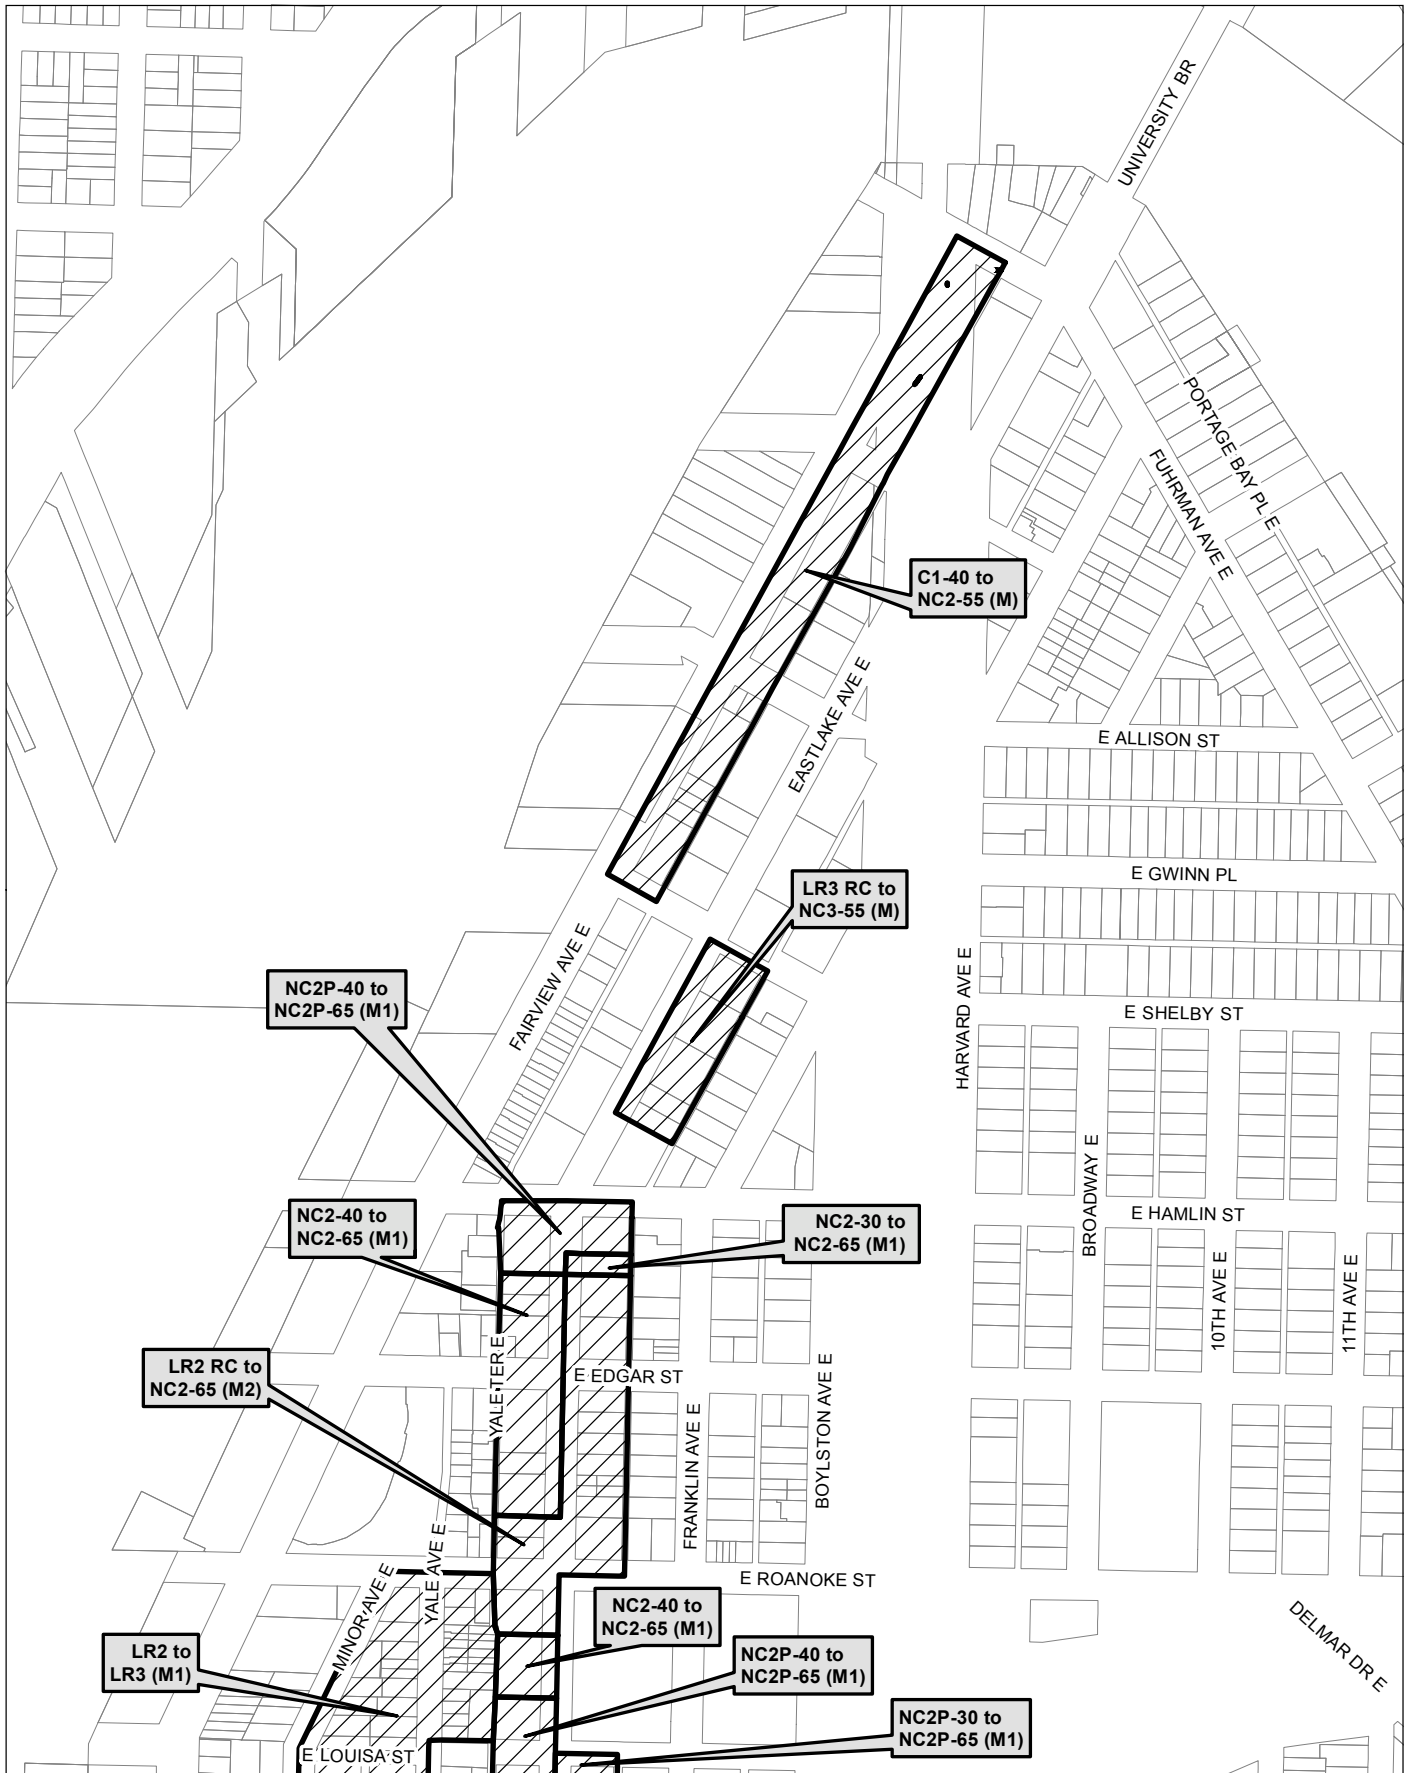 UNIVERSITY BR
PORTAGE BAY PL E
FUHRMAN AVE E
C1-40 to
NC2-55 (M)
EASTLAKE AVE E
E ALLISON ST
E GWINN PL
LR3 RC to
NC3-55 (M)
FAIRVIEW AVE E
HARVARD AVE E
NC2P-40 to
NC2P-65 (M1)
E SHELBY ST
BROADWAY E
NC2-40 to
NC2-65 (M1)
NC2-30 to
NC2-65 (M1)
E HAMLIN ST
10TH AVE E
11TH AVE E
YALE TER E
LR2 RC to
NC2-65 (M2)
E EDGAR ST
FRANKLIN AVE E
BOYLSTON AVE E
MINOR AVE E
YALE AVE E
E ROANOKE ST
NC2-40 to
NC2-65 (M1)
DELMAR DR E
LR2 to
LR3 (M1)
NC2P-40 to
NC2P-65 (M1)
NC2P-30 to
NC2P-65 (M1)
E LOUISA ST